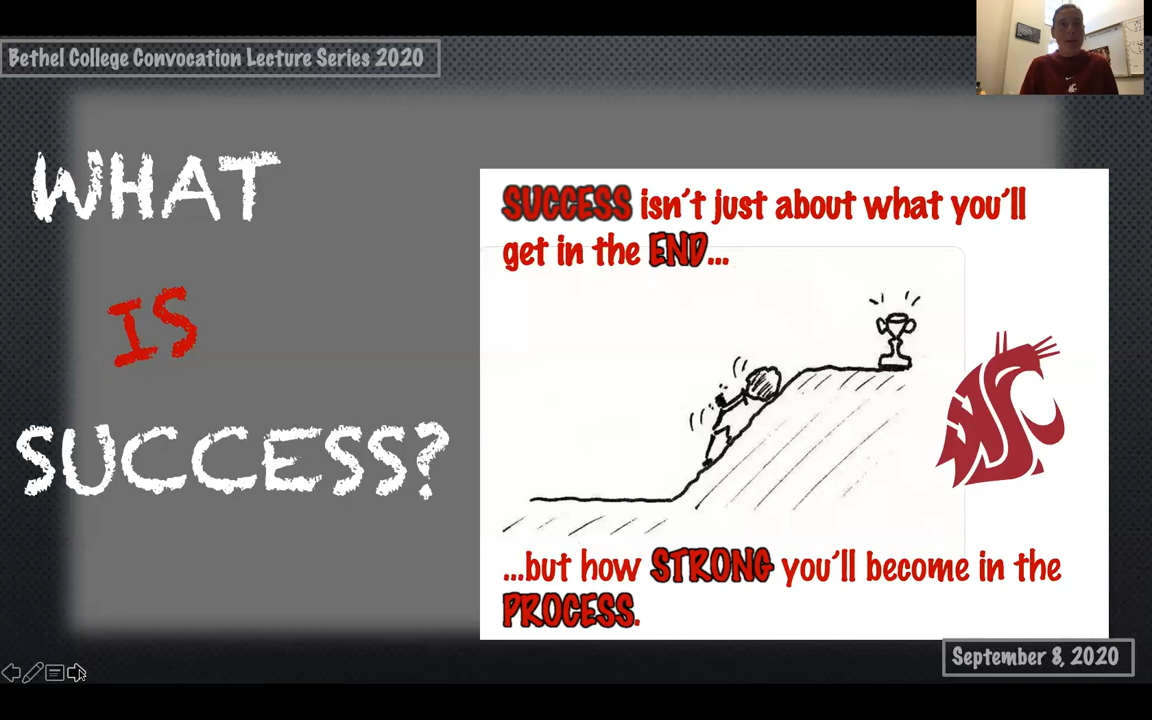 Bethel College Convocation Lecture Series 2020
WHAT
IS
SUCCESS?
SUCCESS isn't just about what you'll
get in the END...
...but how STRONG you'll become in the
PROCESS.
WSC
September 8, 2020